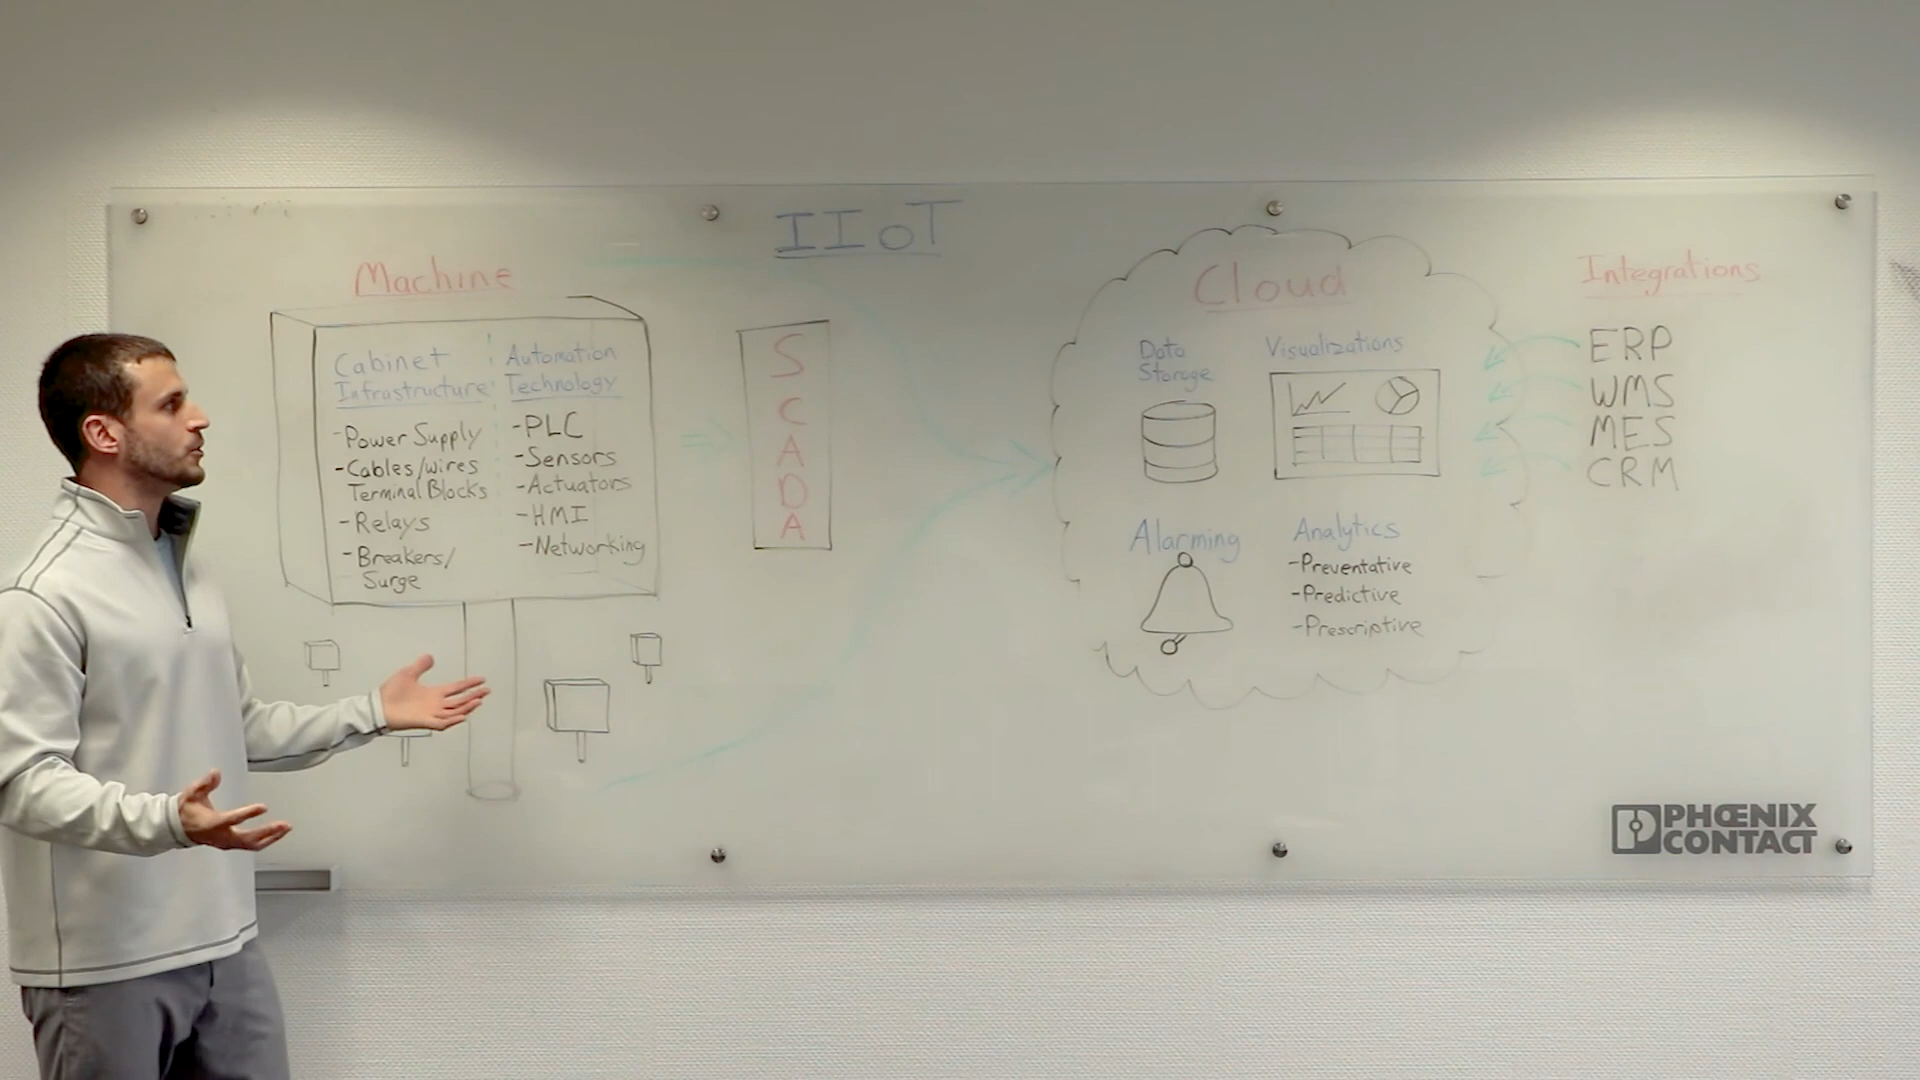 IIoT
Machine
Cabinet
Infrastructure
-Power Supply
-Cables/wires
Terminal Blocks
-Relays
-Breakers/
Surge
Automation
Technology
-PLC
-Sensors
-Actuators
-HMI
-Networking
S
C
A
D
A
Cloud
Data
Storage
Visualizations
Alarming
Analytics
-Preventative
-Predictive
-Prescriptive
Integrations
ERP
WMS
MES
CRM
PHŒNIX
CONTACT